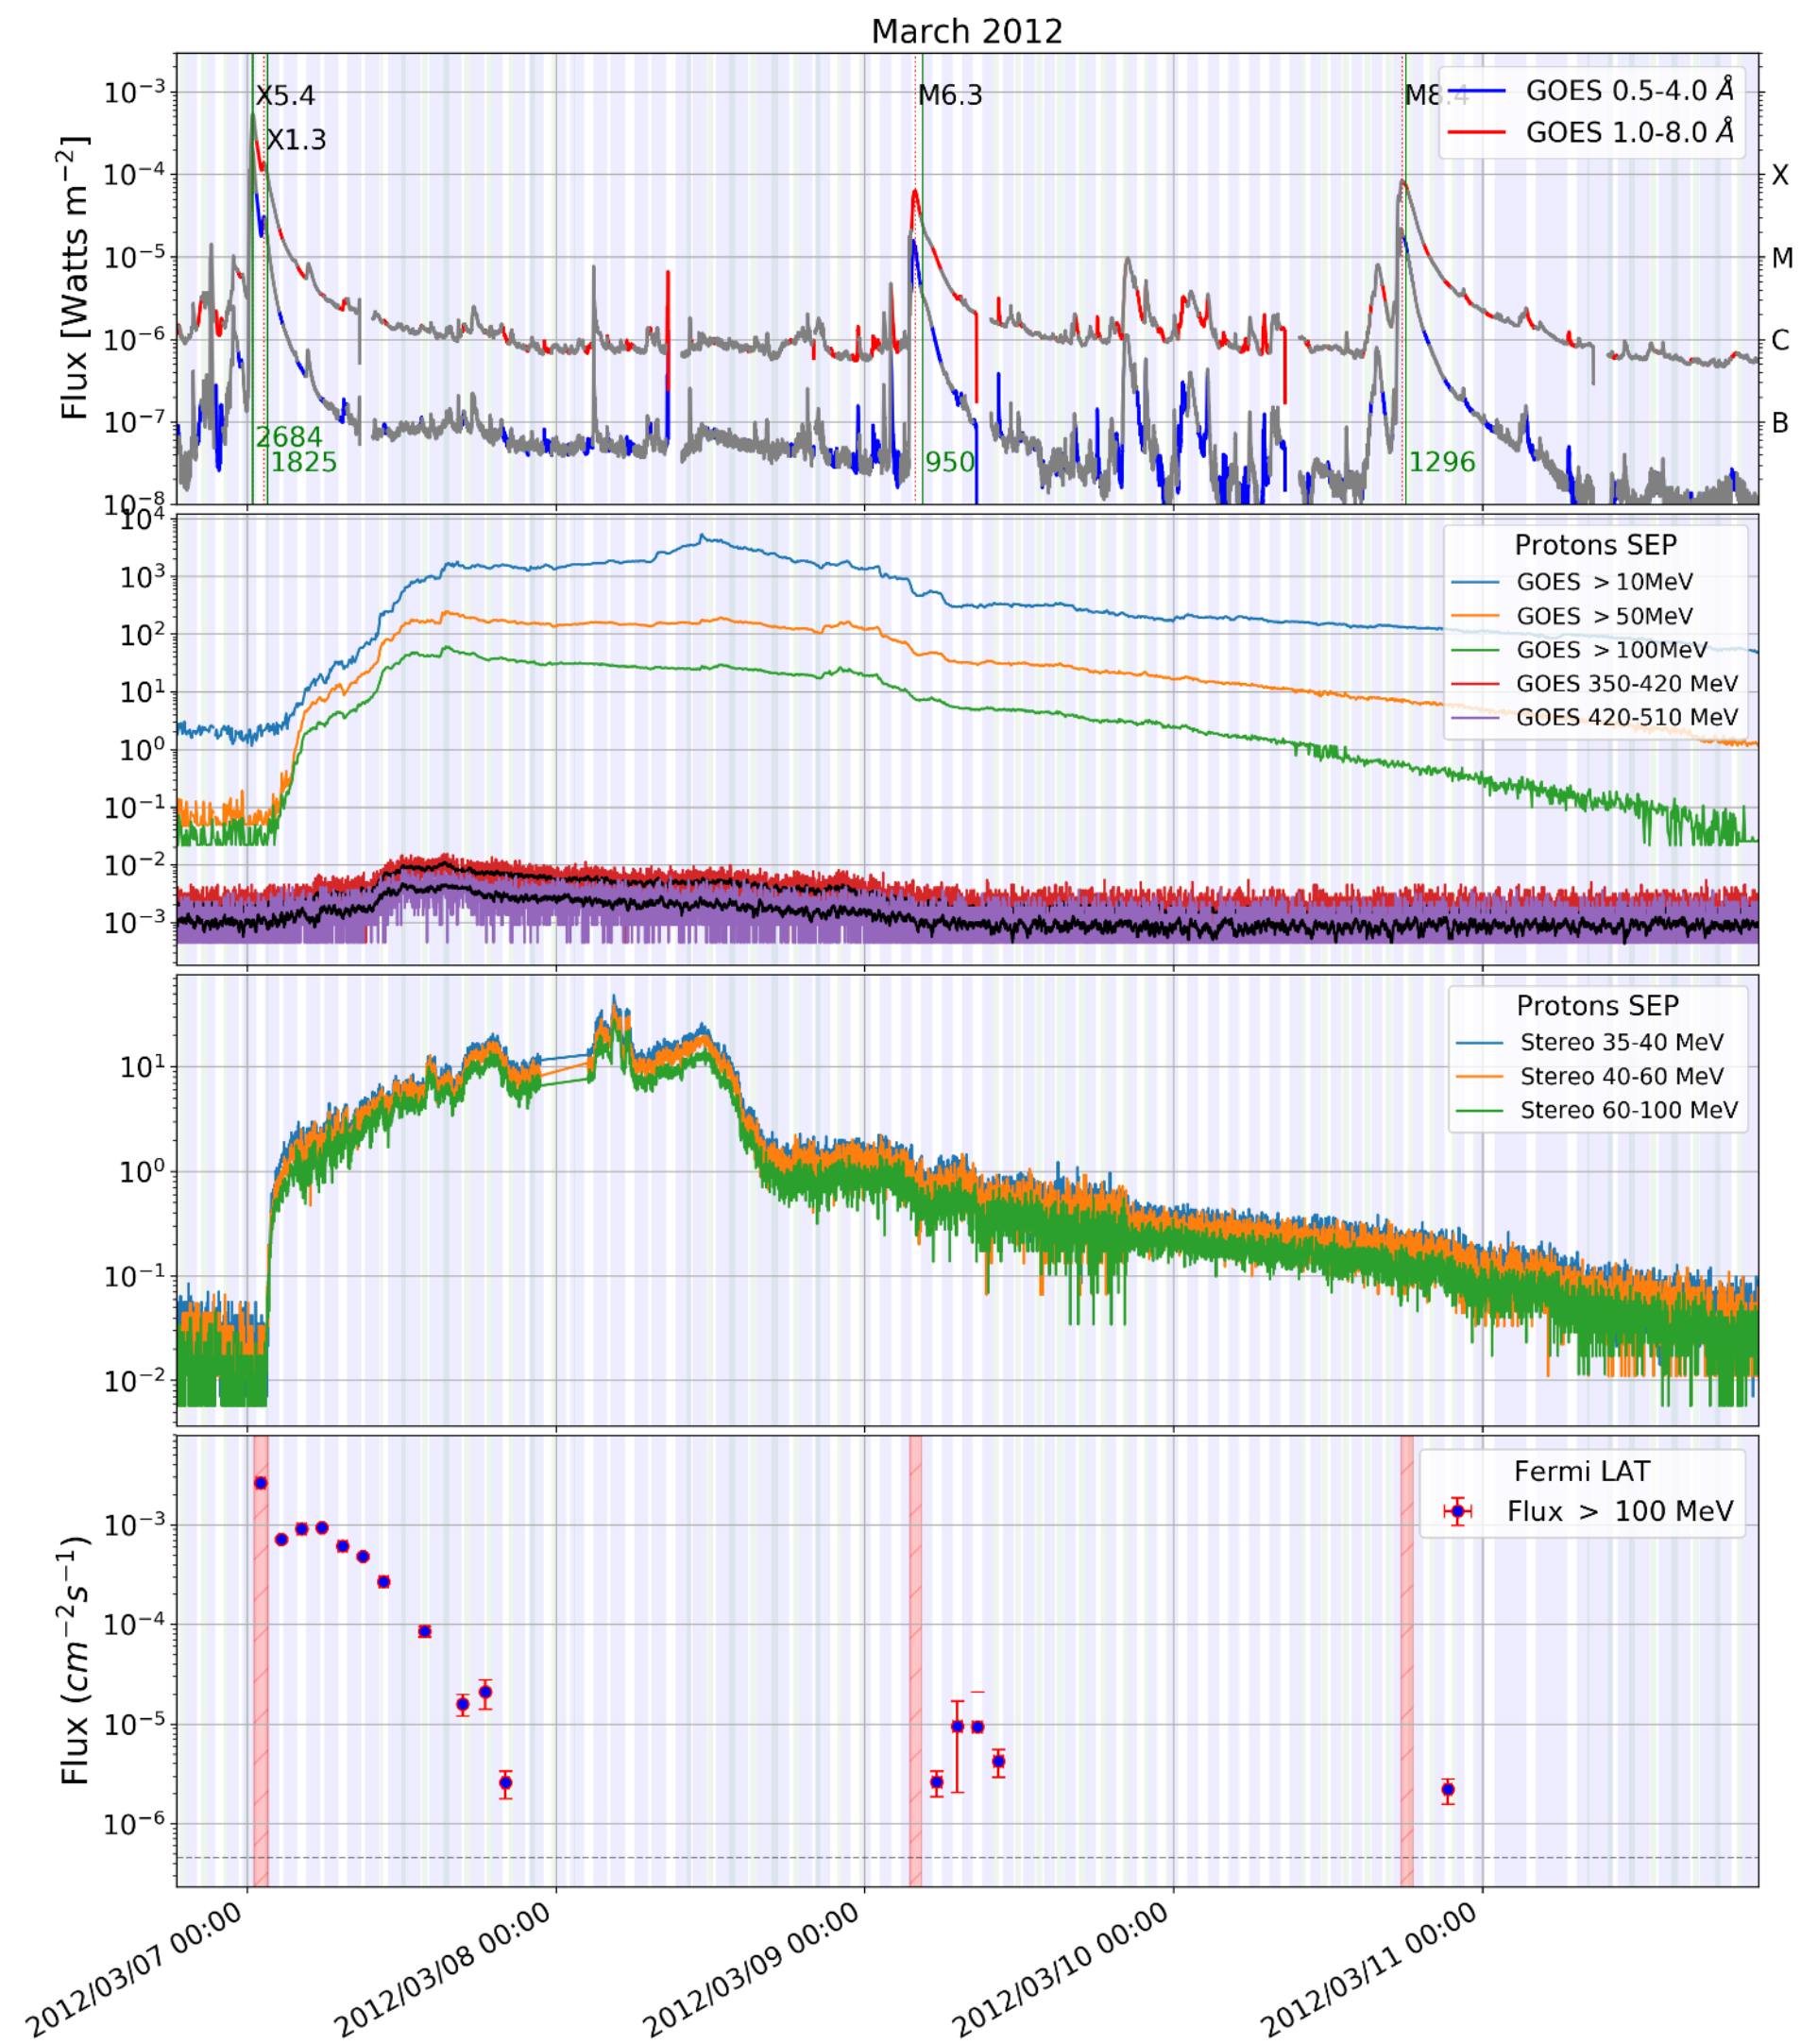 March 2012
Flux [Watts m⁻²]
10⁻³
10⁻⁴
10⁻⁵
10⁻⁶
10⁻⁷
10⁻⁸
X5.4
X1.3
M6.3
M8.4
GOES 0.5-4.0 Å
GOES 1.0-8.0 Å
X
M
C
B
2684
1825
950
1296
10⁴
10³
10²
10¹
10⁰
10⁻¹
10⁻²
10⁻³
Protons SEP
GOES >10MeV
GOES >50MeV
GOES >100MeV
GOES 350-420 MeV
GOES 420-510 MeV
10¹
10⁰
10⁻¹
10⁻²
Protons SEP
Stereo 35-40 MeV
Stereo 40-60 MeV
Stereo 60-100 MeV
Flux (cm⁻²s⁻¹)
10⁻³
10⁻⁴
10⁻⁵
10⁻⁶
Fermi LAT
Flux > 100 MeV
2012/03/07 00:00
2012/03/08 00:00
2012/03/09 00:00
2012/03/10 00:00
2012/03/11 00:00